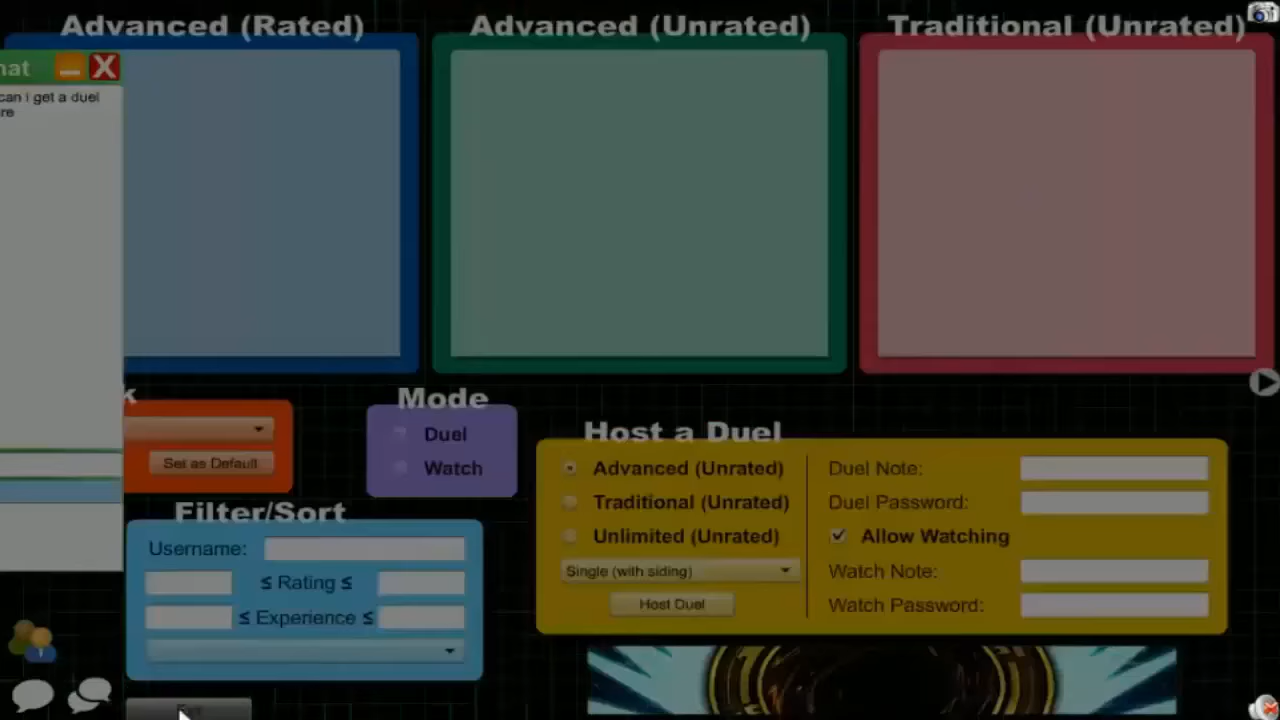 Advanced (Rated)
Advanced (Unrated)
Traditional (Unrated)
hat
can i get a duel
re
k
Set as Default
Mode
Duel
Watch
Filter/Sort
Username:
≤ Rating ≤
≤ Experience ≤
Host a Duel
Advanced (Unrated)
Traditional (Unrated)
Unlimited (Unrated)
Single (with siding)
Host Duel
Duel Note:
Duel Password:
Allow Watching
Watch Note:
Watch Password: